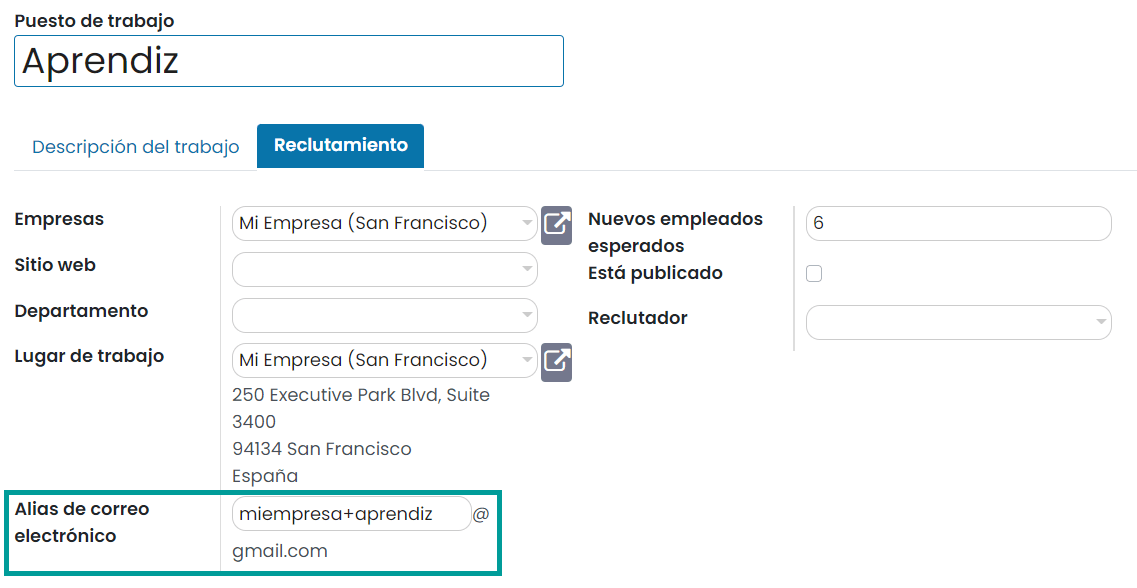 Puesto de trabajo
Aprendiz
Descripción del trabajo
Reclutamiento
Empresas
Mi Empresa (San Francisco)
Sitio web
Departamento
Lugar de trabajo
Mi Empresa (San Francisco)
250 Executive Park Blvd, Suite
3400
94134 San Francisco
España
Alias de correo
electrónico
miempresa+aprendiz @
gmail.com
Nuevos empleados
esperados
6
Está publicado
Reclutador